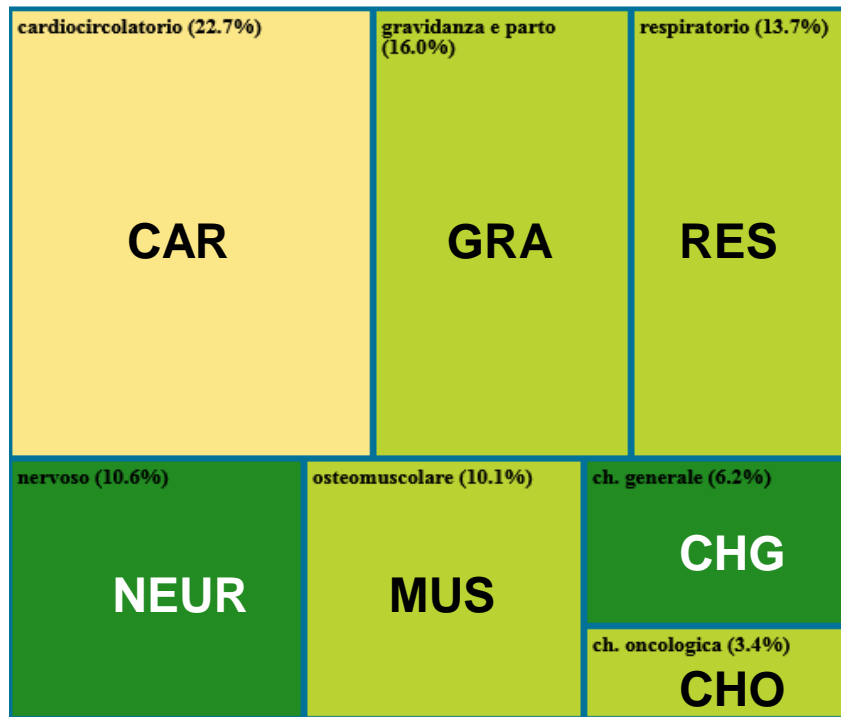 cardiocircolatorio (22.7%)
CAR
gravidanza e parto
(16.0%)
GRA
respiratorio (13.7%)
RES
nervoso (10.6%)
NEUR
osteomuscolare (10.1%)
MUS
ch. generale (6.2%)
CHG
ch. oncologica (3.4%)
CHO